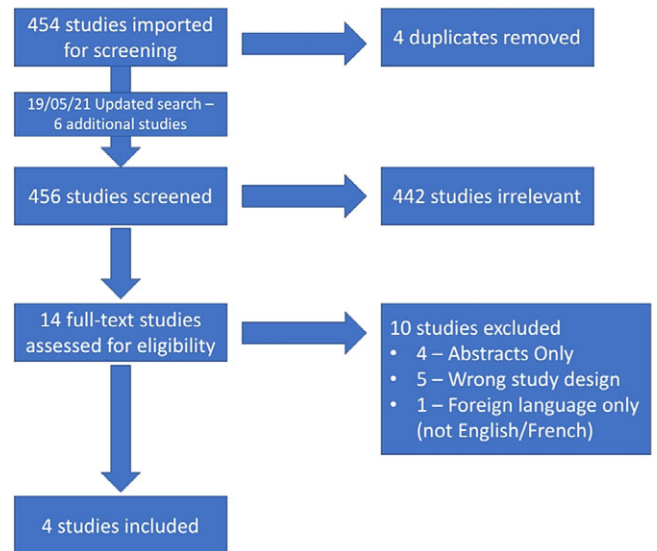 454 studies imported
for screening
4 duplicates removed
19/05/21 Updated search –
6 additional studies
456 studies screened
442 studies irrelevant
14 full-text studies
assessed for eligibility
10 studies excluded
• 4 – Abstracts Only
• 5 – Wrong study design
• 1 – Foreign language only
(not English/French)
4 studies included